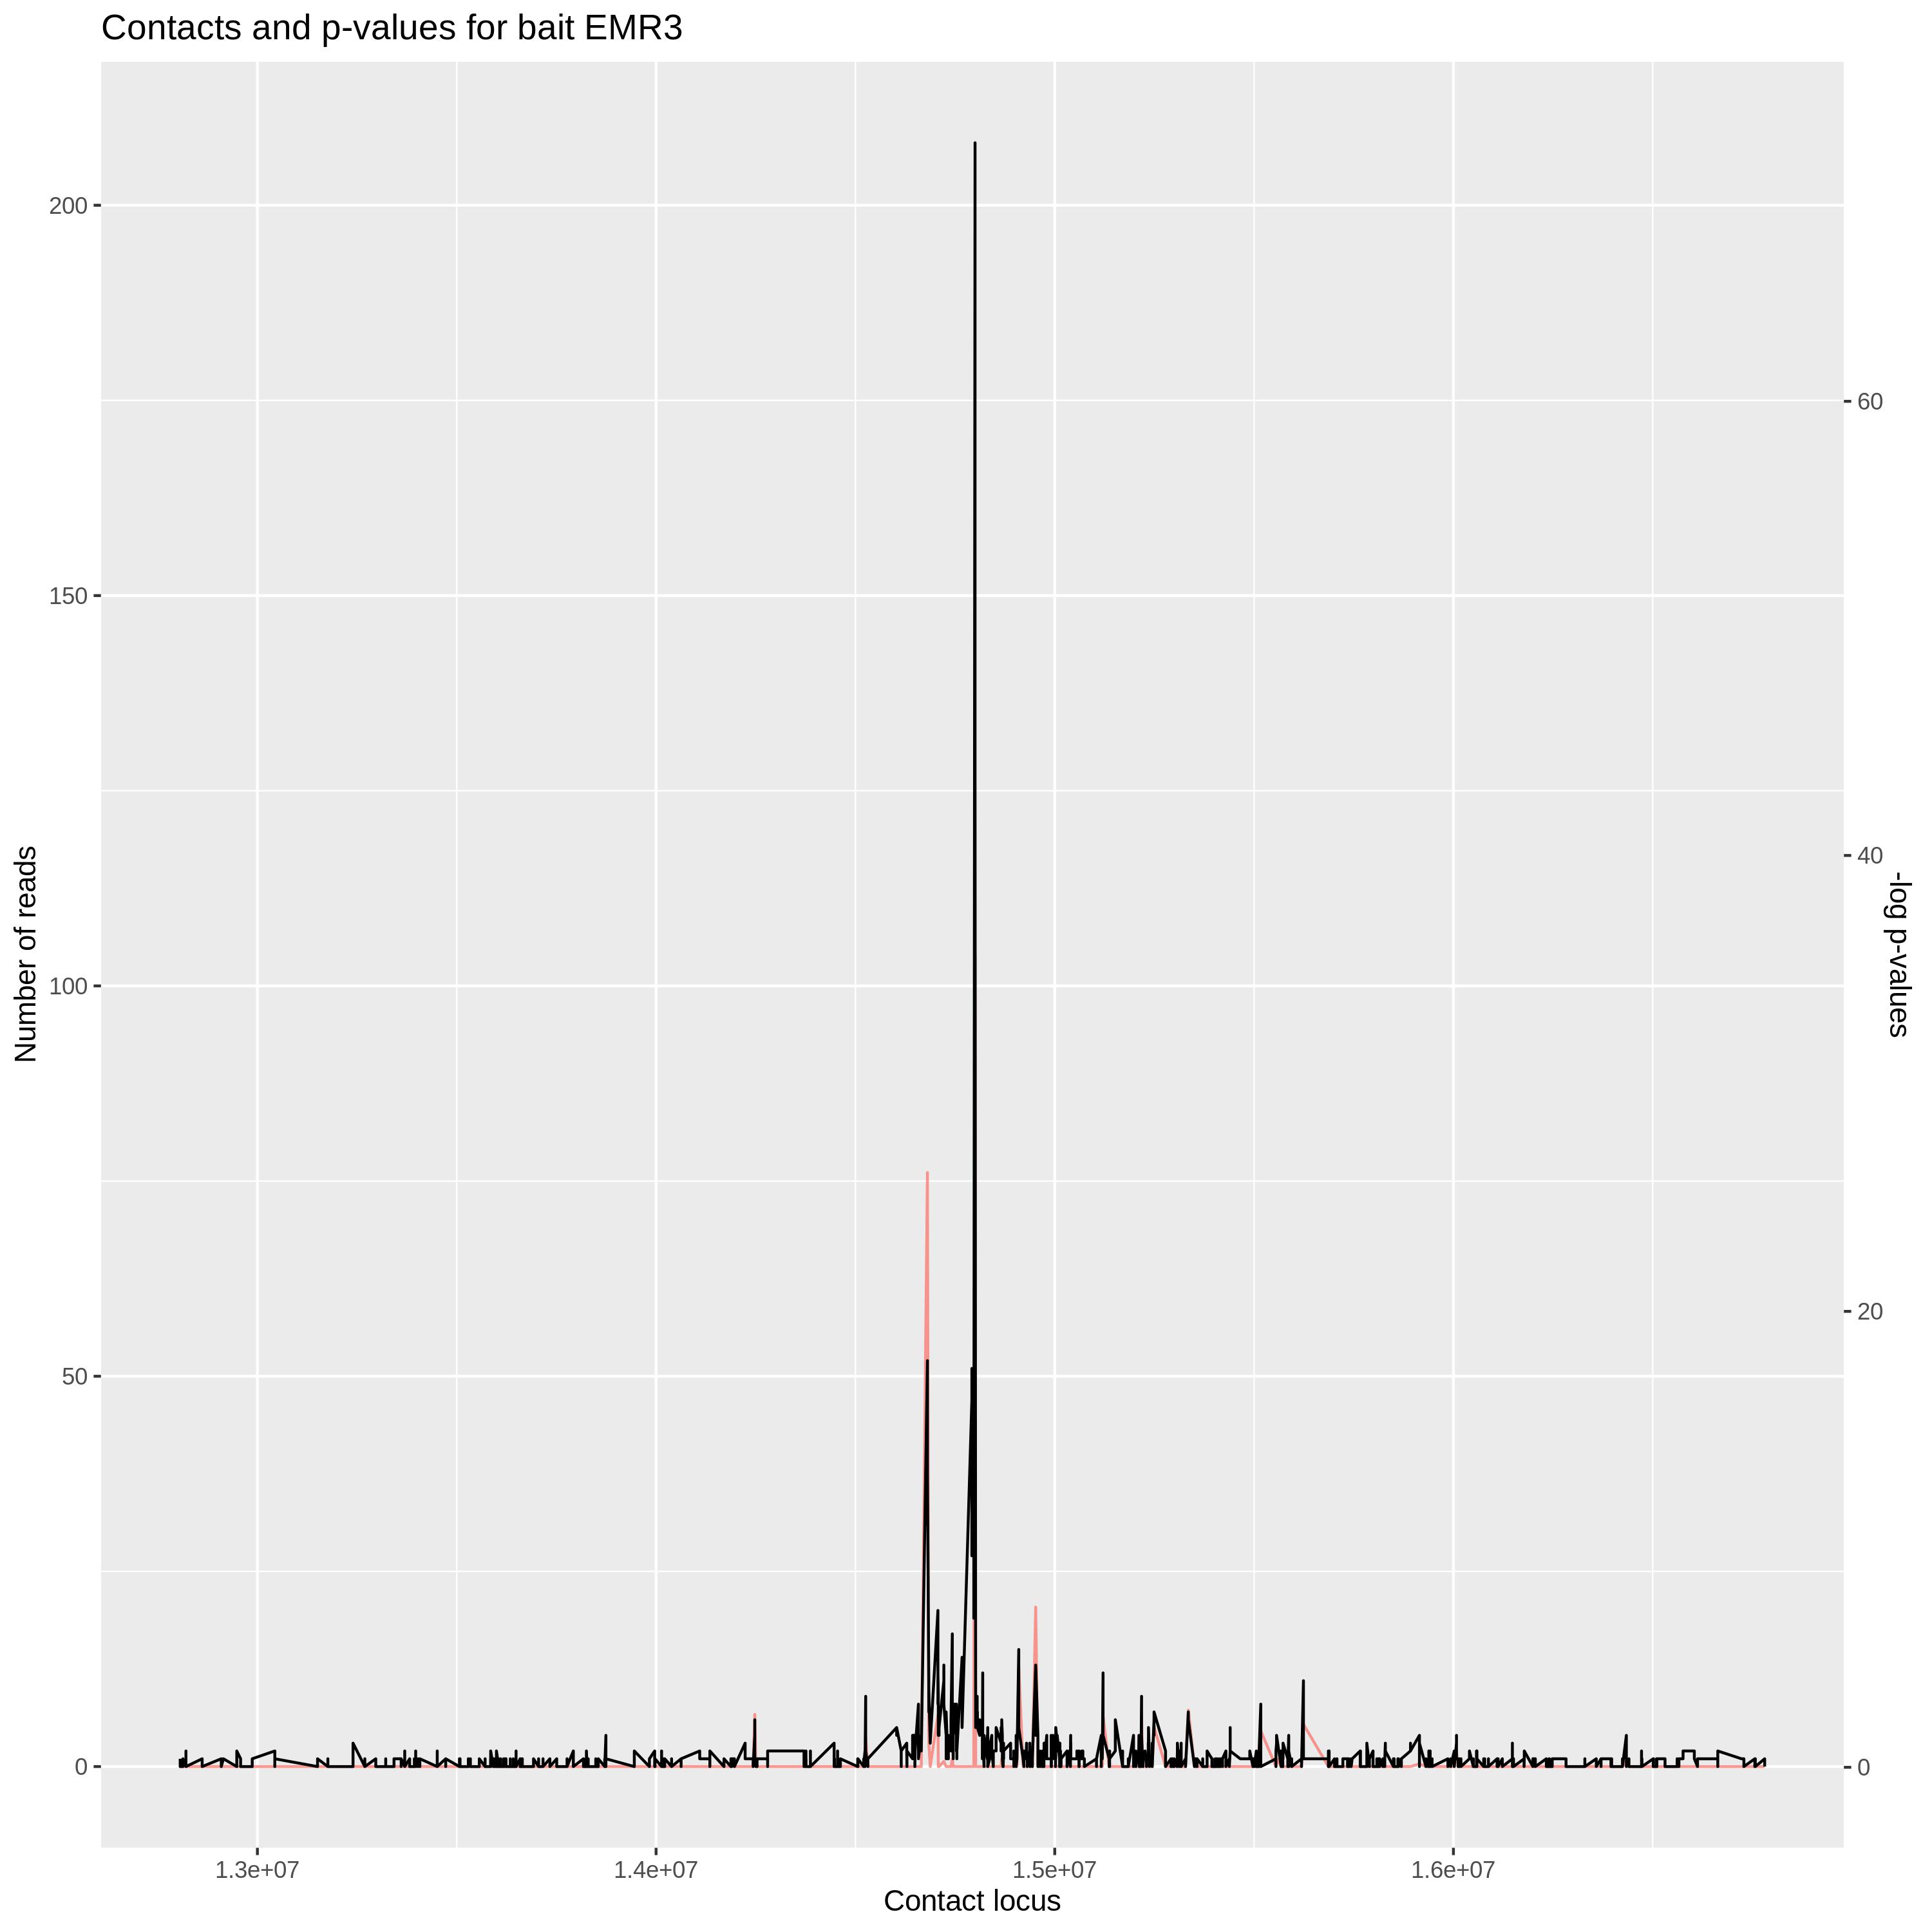 Contacts and p-values for bait EMR3
200
150
100
50
0
Number of reads
60
40
20
0
-log p-values
1.3e+07
1.4e+07
1.5e+07
1.6e+07
Contact locus